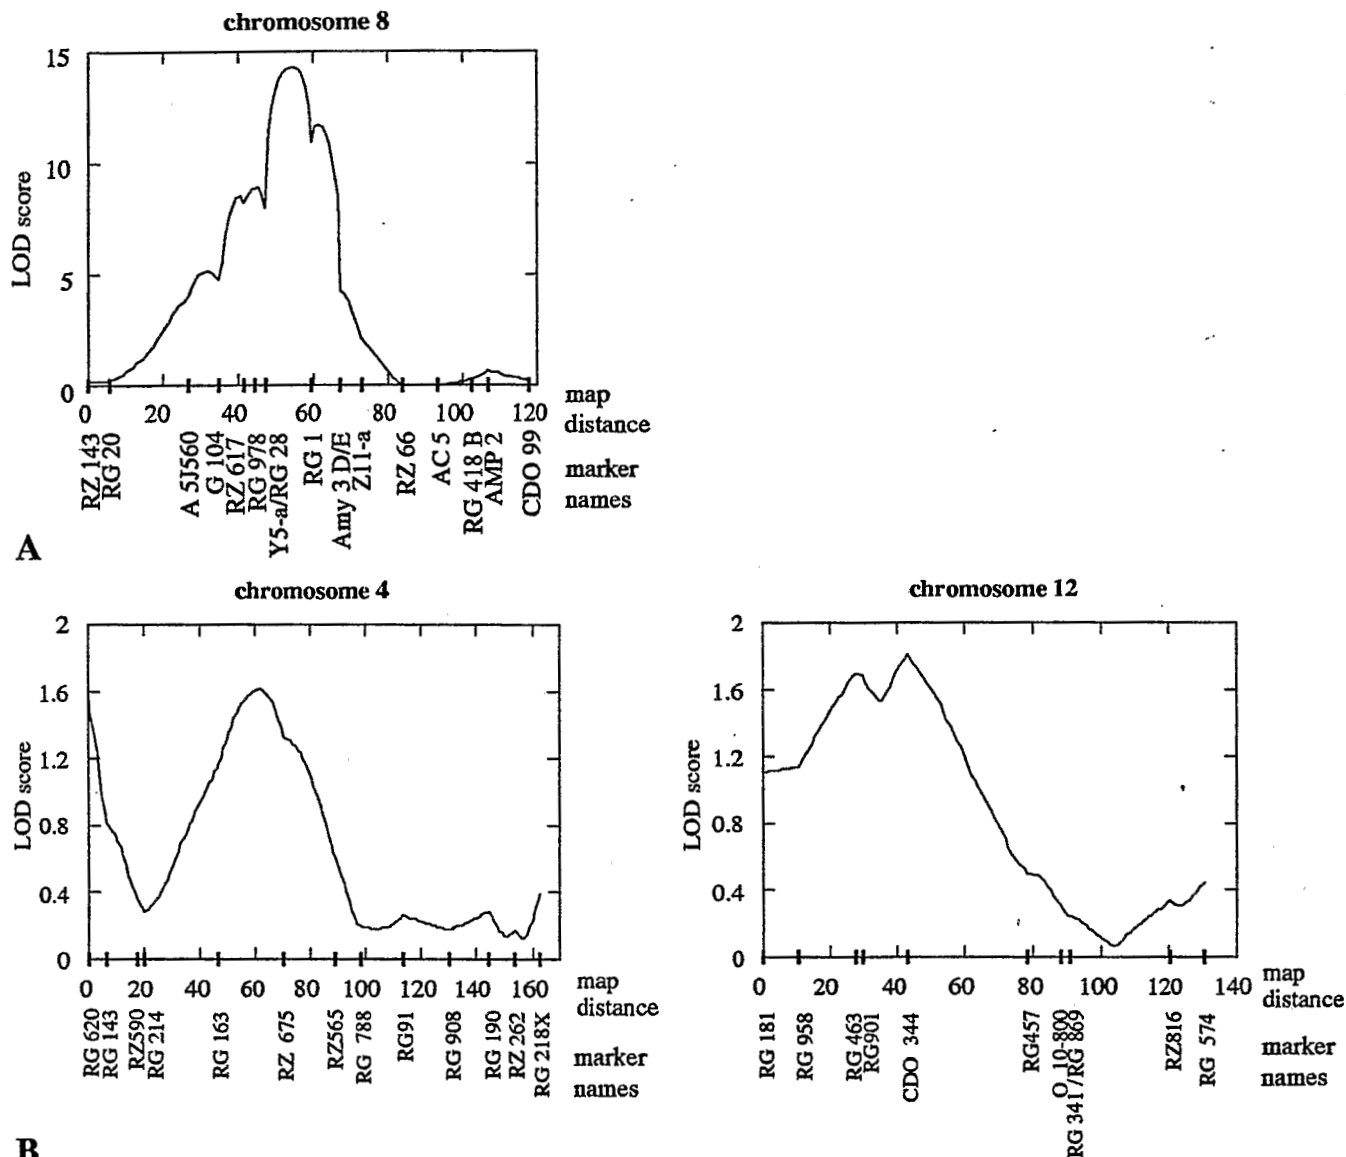 chromosome 8
15
10
5
0
LOD score
0 20 40 60 80 100 120
map distance
RZ 143
RG 20
A 5J560
G 104
RZ 617
RG 978
Y5-a/RG 28
RG 1
Amy 3 D/E
Z11-a
RZ 66
AC 5
RG 418 B
AMP 2
CDO 99
marker names
A
chromosome 4
2
1.6
1.2
0.8
0.4
0
LOD score
0 20 40 60 80 100 120 140 160
map distance
RG 620
RG 143
RZ590
RG 214
RG 163
RZ 675
RZ565
RG 788
RG91
RG 908
RG 190
RZ 262
RG 218X
marker names
chromosome 12
2
1.6
1.2
0.8
0.4
0
LOD score
0 20 40 60 80 100 120 140
map distance
RG 181
RG 958
RG 463
RG901
CDO 344
RG457
O 10-800
RG 341 /RG 869
RZ816
RG 574
marker names
B